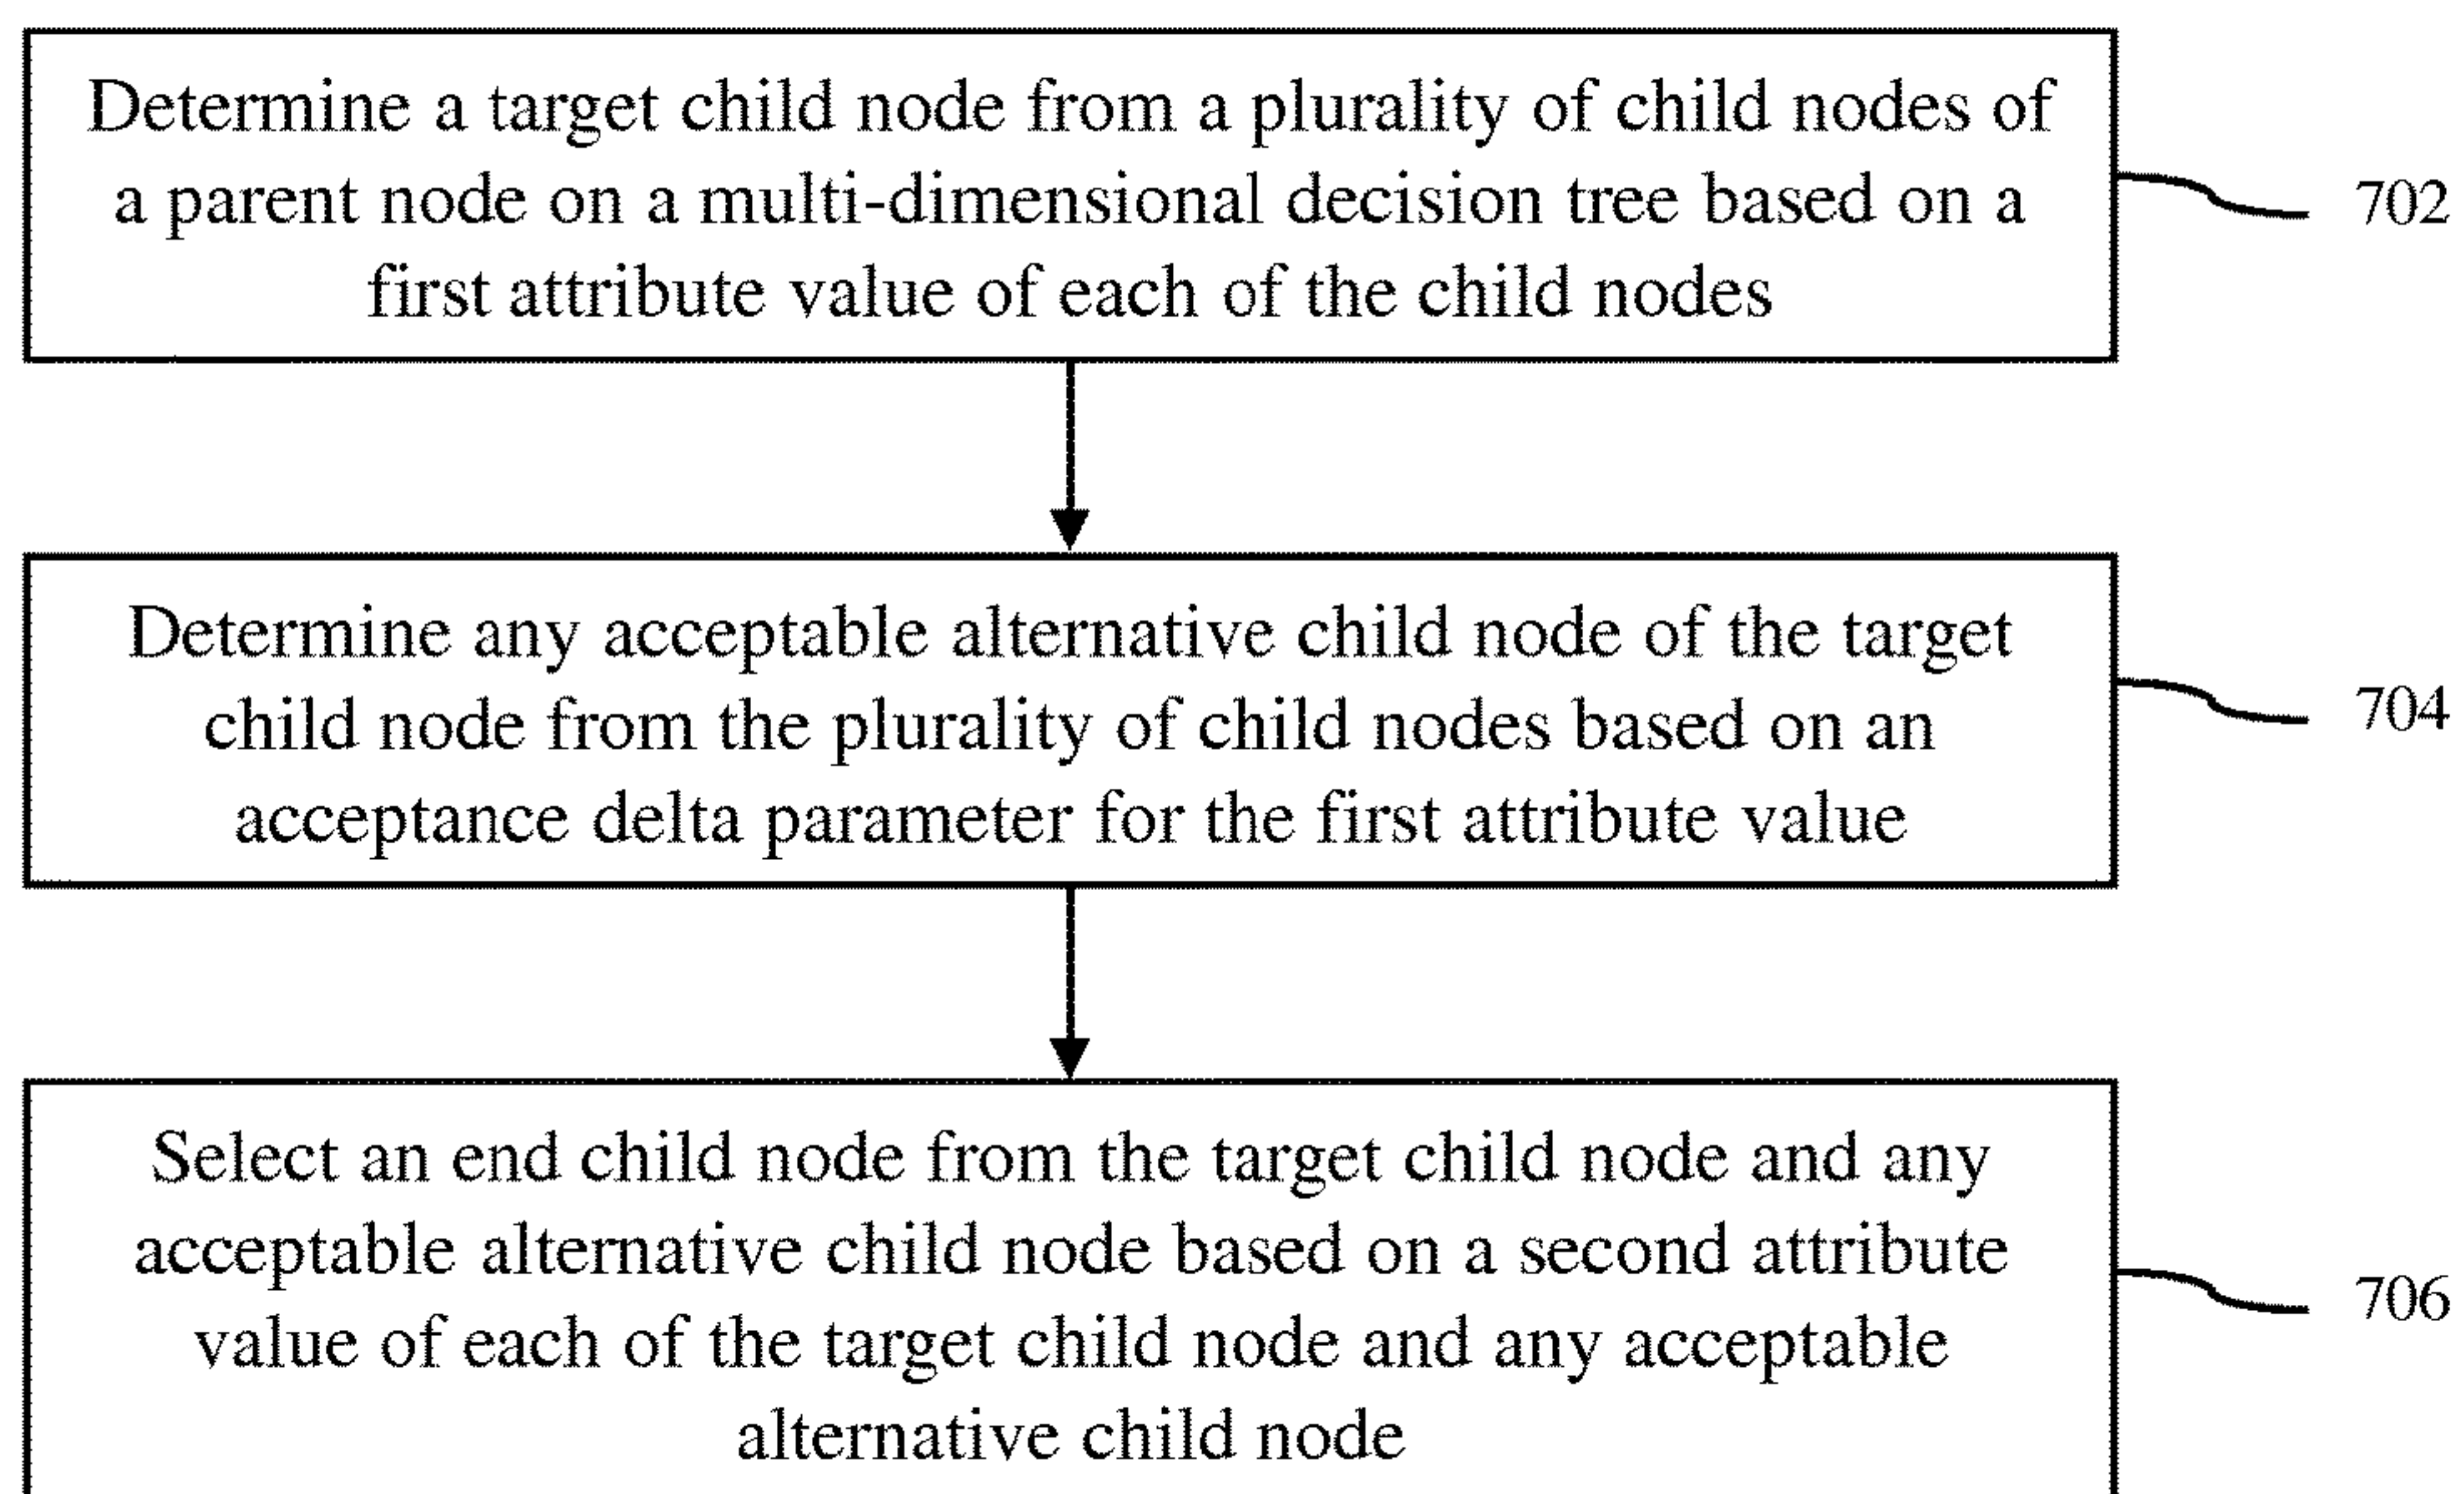 Determine a target child node from a plurality of child nodes of
a parent node on a multi-dimensional decision tree based on a
first attribute value of each of the child nodes
702
Determine any acceptable alternative child node of the target
child node from the plurality of child nodes based on an
acceptance delta parameter for the first attribute value
704
Select an end child node from the target child node and any
acceptable alternative child node based on a second attribute
value of each of the target child node and any acceptable
alternative child node
706